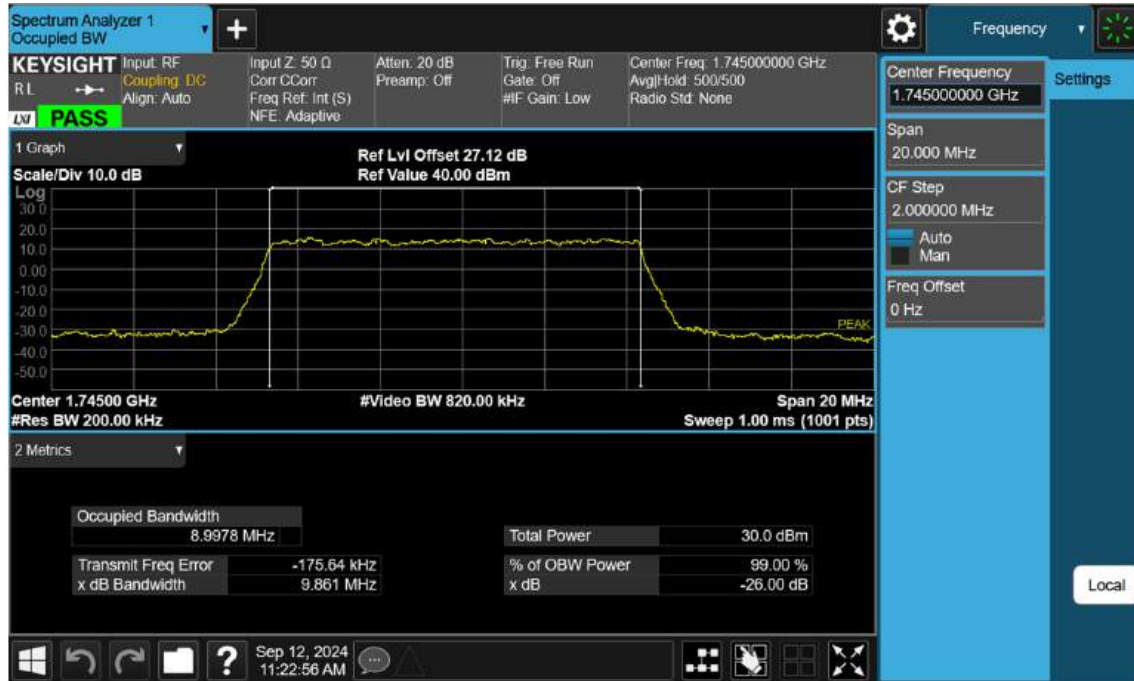 Spectrum Analyzer 1
Occupied BW
Frequency
KEYSIGHT
R L
LXI
PASS
Input: RF
Coupling: DC
Align: Auto
Input Z: 50 Ω
Corr CCorr
Freq Ref: Int (S)
NFE: Adaptive
Atten: 20 dB
Preamp: Off
Trig: Free Run
Gate: Off
#IF Gain: Low
Center Freq: 1.745000000 GHz
Avg|Hold: 500/500
Radio Std: None
Center Frequency
1.745000000 GHz
Settings
Span
20.000 MHz
CF Step
2.000000 MHz
Auto
Man
Freq Offset
0 Hz
Local
1 Graph
Scale/Div 10.0 dB
Ref Lvl Offset 27.12 dB
Ref Value 40.00 dBm
Log
30.0
20.0
10.0
0.00
-10.0
-20.0
-30.0
-40.0
-50.0
PEAK
Center 1.74500 GHz
#Video BW 820.00 kHz
Span 20 MHz
#Res BW 200.00 kHz
Sweep 1.00 ms (1001 pts)
2 Metrics
Occupied Bandwidth
8.9978 MHz
Total Power 30.0 dBm
Transmit Freq Error -175.64 kHz
% of OBW Power 99.00 %
x dB Bandwidth 9.861 MHz
x dB -26.00 dB
?
Sep 12, 2024
11:22:56 AM